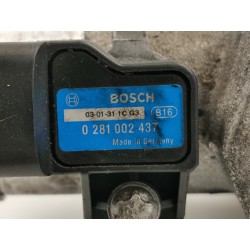 BOSCH
03-01-31 1C G3
B16
0 281 002 437
Made in Germany